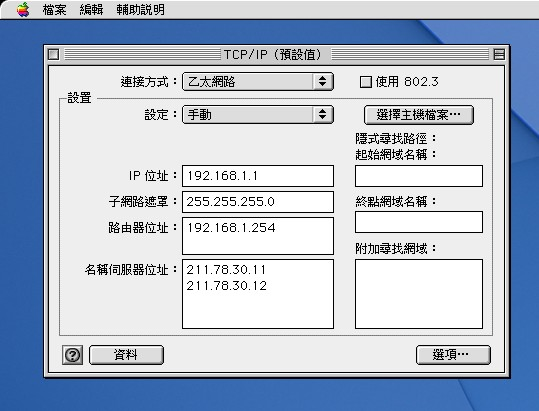 檔案 編輯 輔助說明
TCP/IP (預設值)
連接方式： 乙太網路 使用 802.3
設置
設定： 手動 選擇主機檔案…
隱式尋找路徑：
起始網域名稱：
IP 位址： 192.168.1.1
子網路遮罩： 255.255.255.0
終點網域名稱：
路由器位址： 192.168.1.254
附加尋找網域：
名稱伺服器位址： 211.78.30.11
211.78.30.12
? 資料 選項…